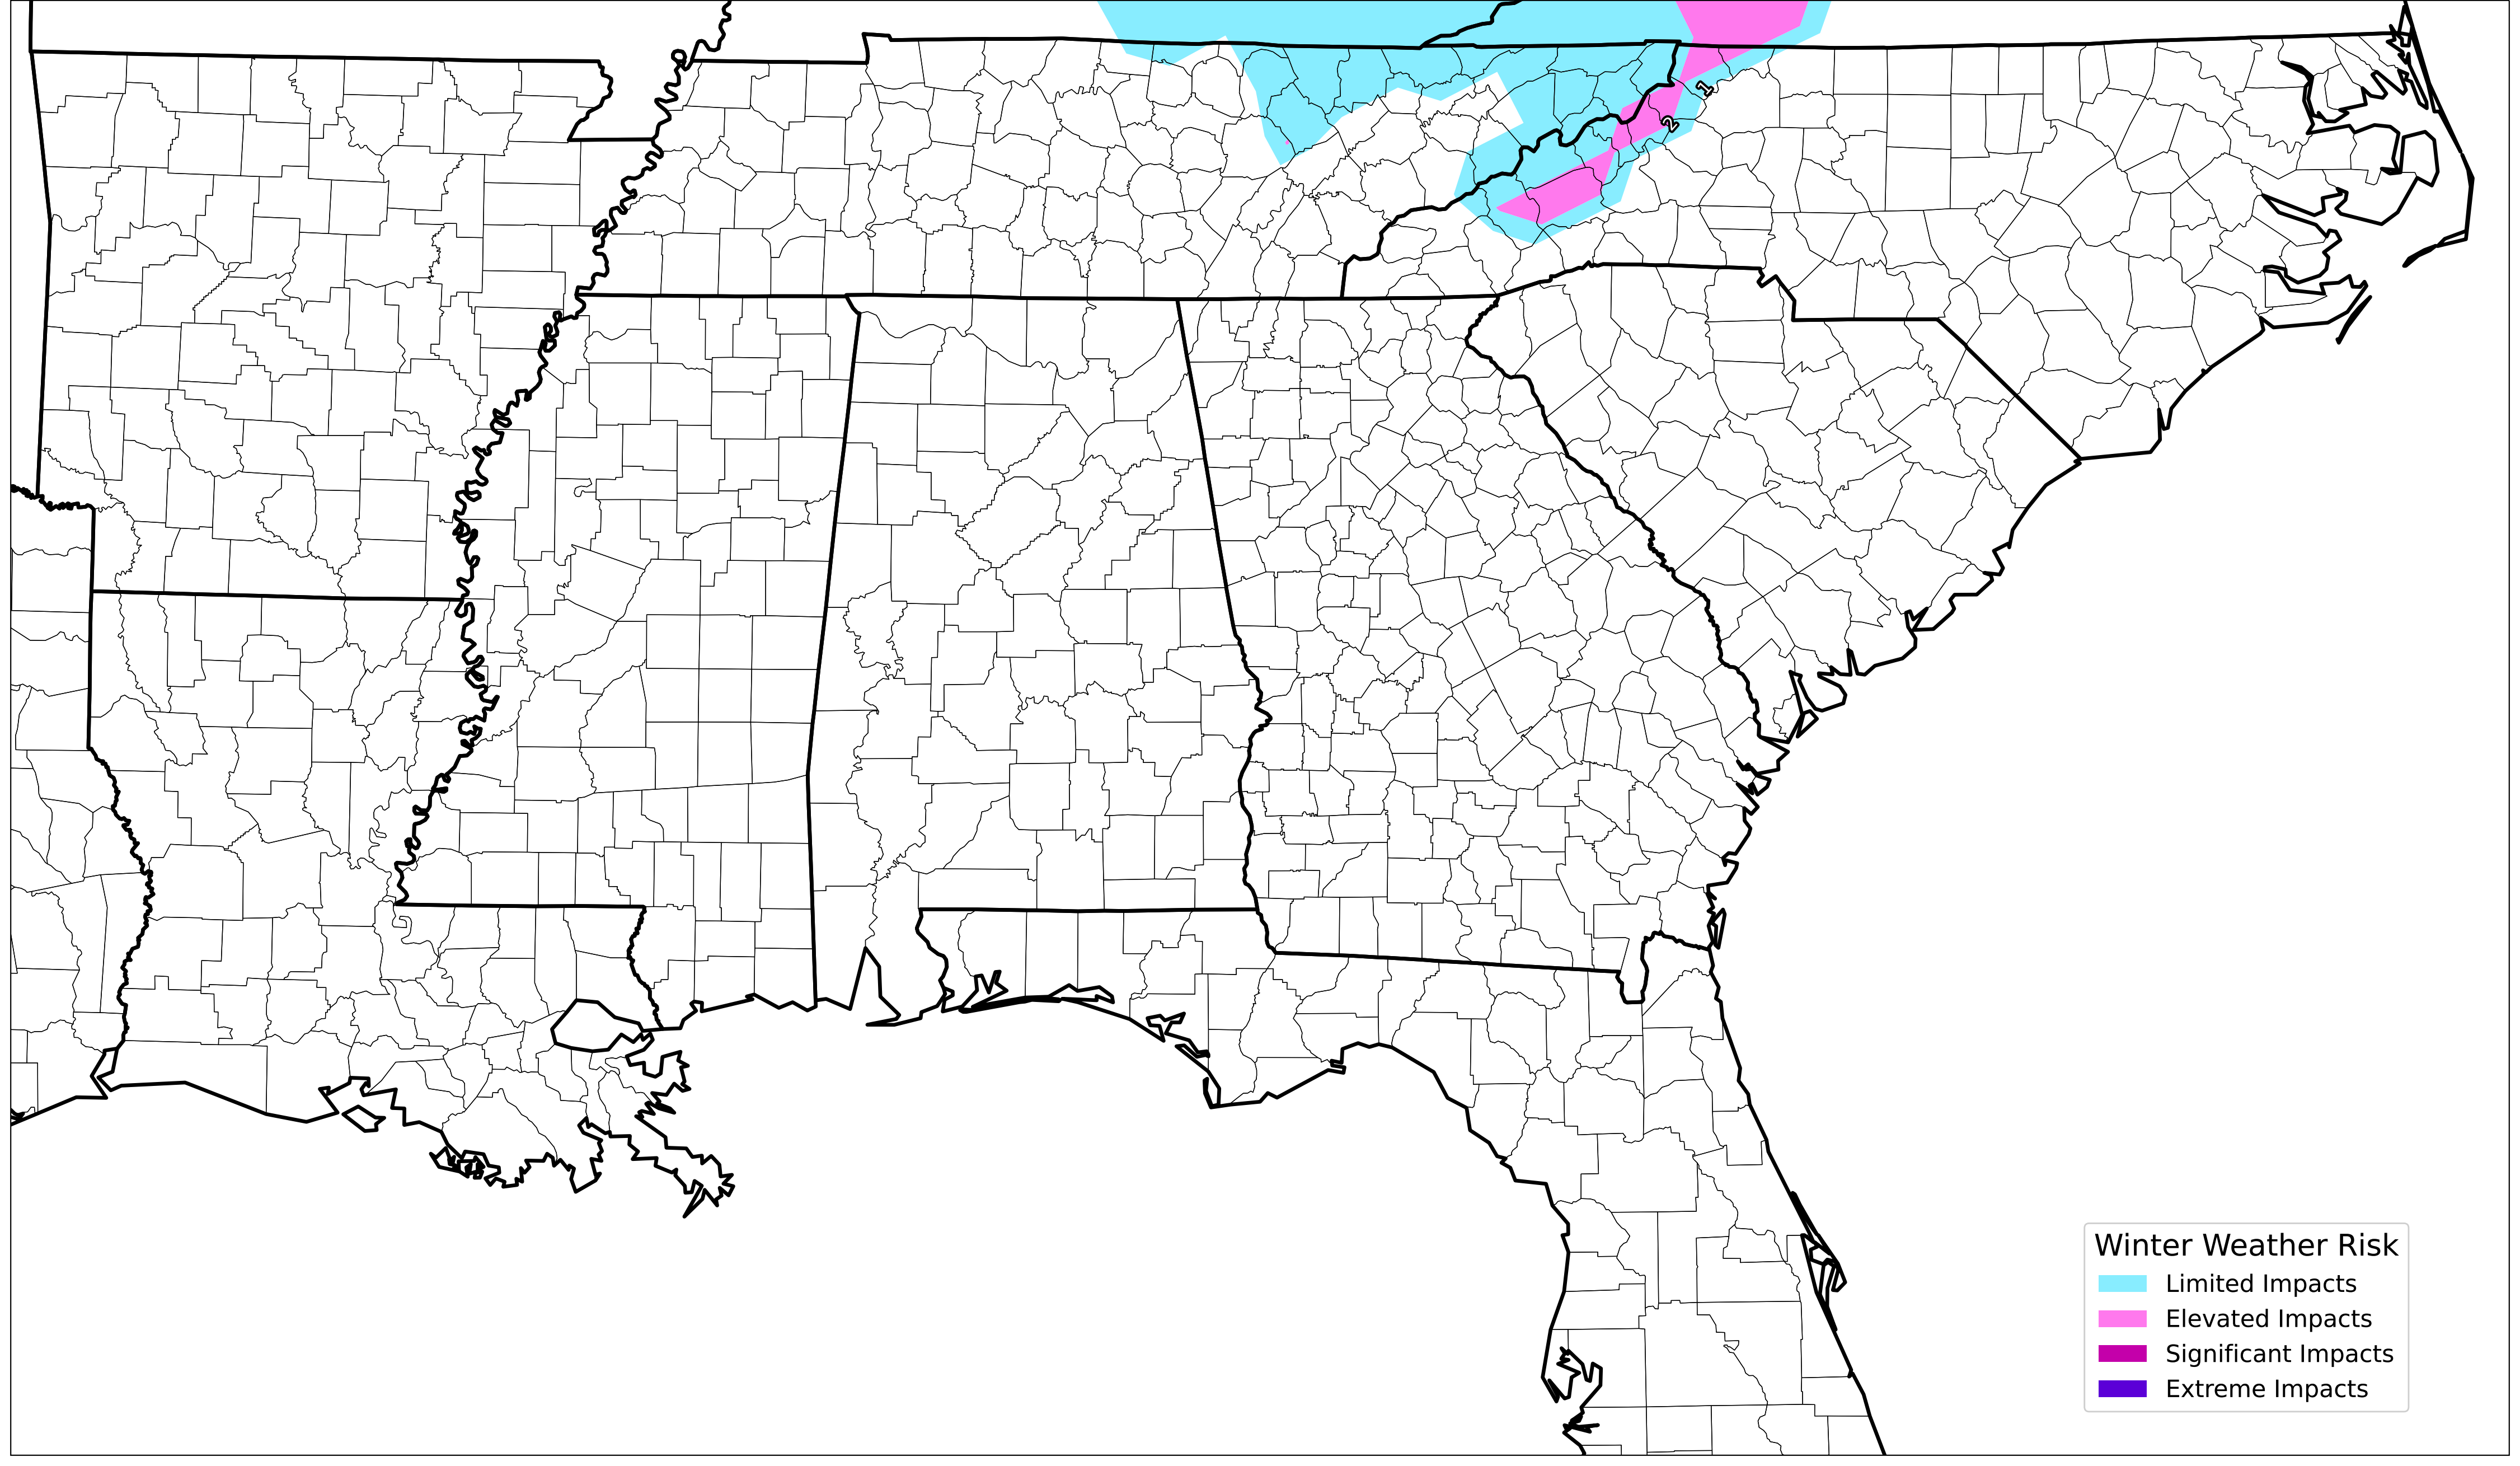 1
2
Winter Weather Risk
Limited Impacts
Elevated Impacts
Significant Impacts
Extreme Impacts